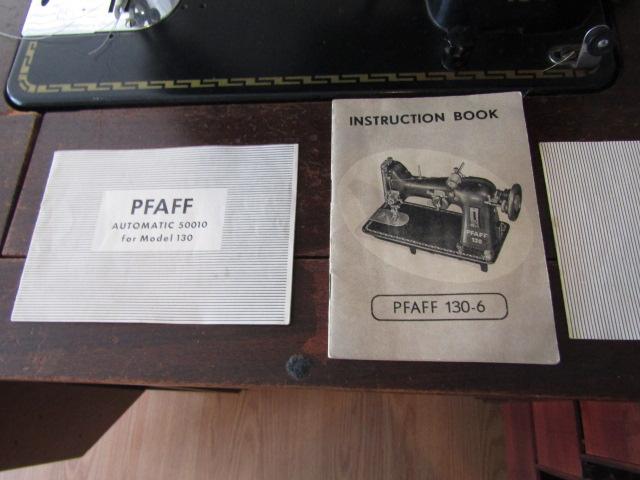 PFAFF
AUTOMATIC 50010
for Model 130
INSTRUCTION BOOK
PFAFF
130
PFAFF 130-6